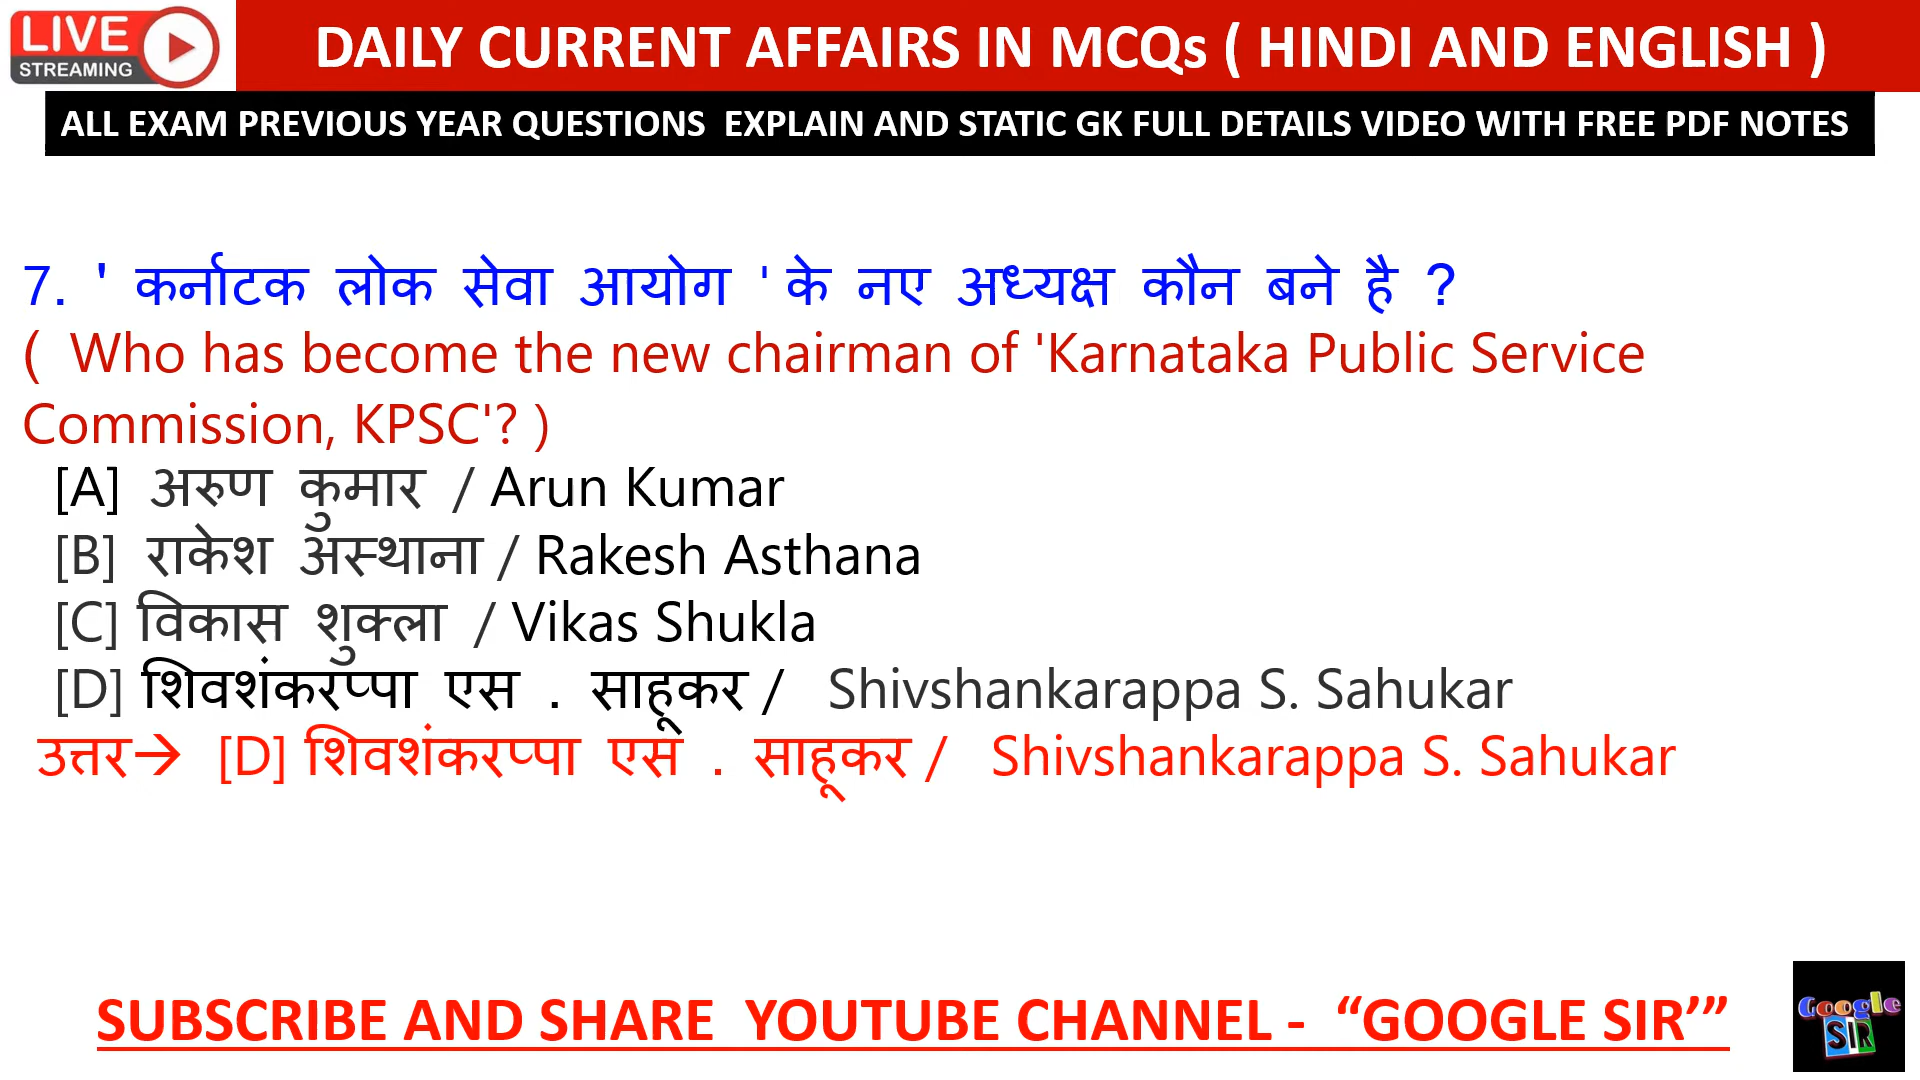 LIVE
STREAMING
DAILY CURRENT AFFAIRS IN MCQs ( HINDI AND ENGLISH )
ALL EXAM PREVIOUS YEAR QUESTIONS EXPLAIN AND STATIC GK FULL DETAILS VIDEO WITH FREE PDF NOTES
7. ' कर्नाटक लोक सेवा आयोग ' के नए अध्यक्ष कौन बने है ?
( Who has become the new chairman of 'Karnataka Public Service
Commission, KPSC'? )
[A] अरुण कुमार / Arun Kumar
[B] राकेश अस्थाना / Rakesh Asthana
[C] विकास शुक्ला / Vikas Shukla
[D] शिवशंकरप्पा एस . साहूकर / Shivshankarappa S. Sahukar
उत्तर→ [D] शिवशंकरप्पा एस . साहूकर / Shivshankarappa S. Sahukar
SUBSCRIBE AND SHARE YOUTUBE CHANNEL - “GOOGLE SIR’”
Google
SIR